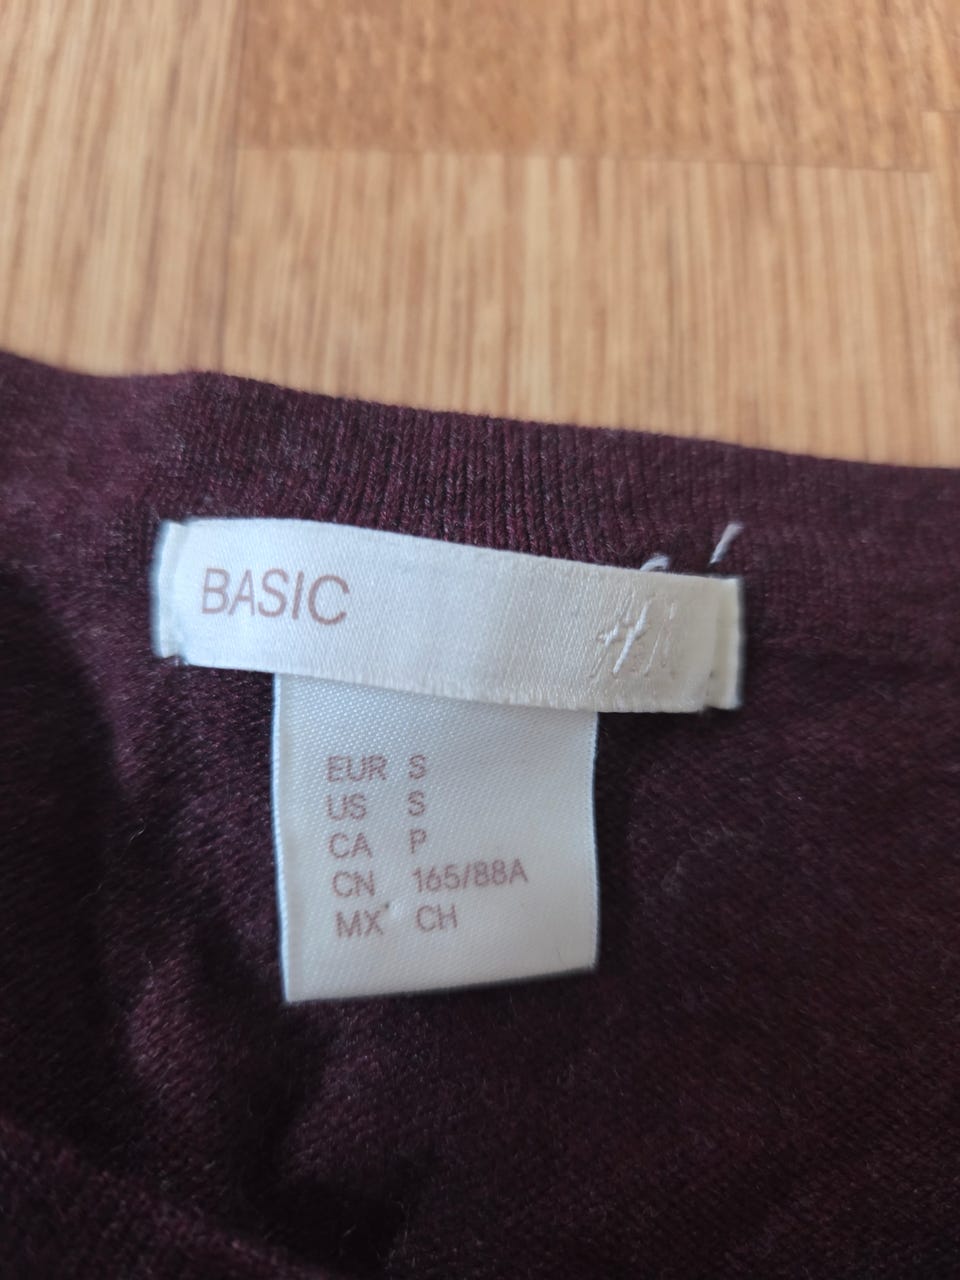 BASIC
EUR S
US S
CA P
CN 165/88A
MX CH